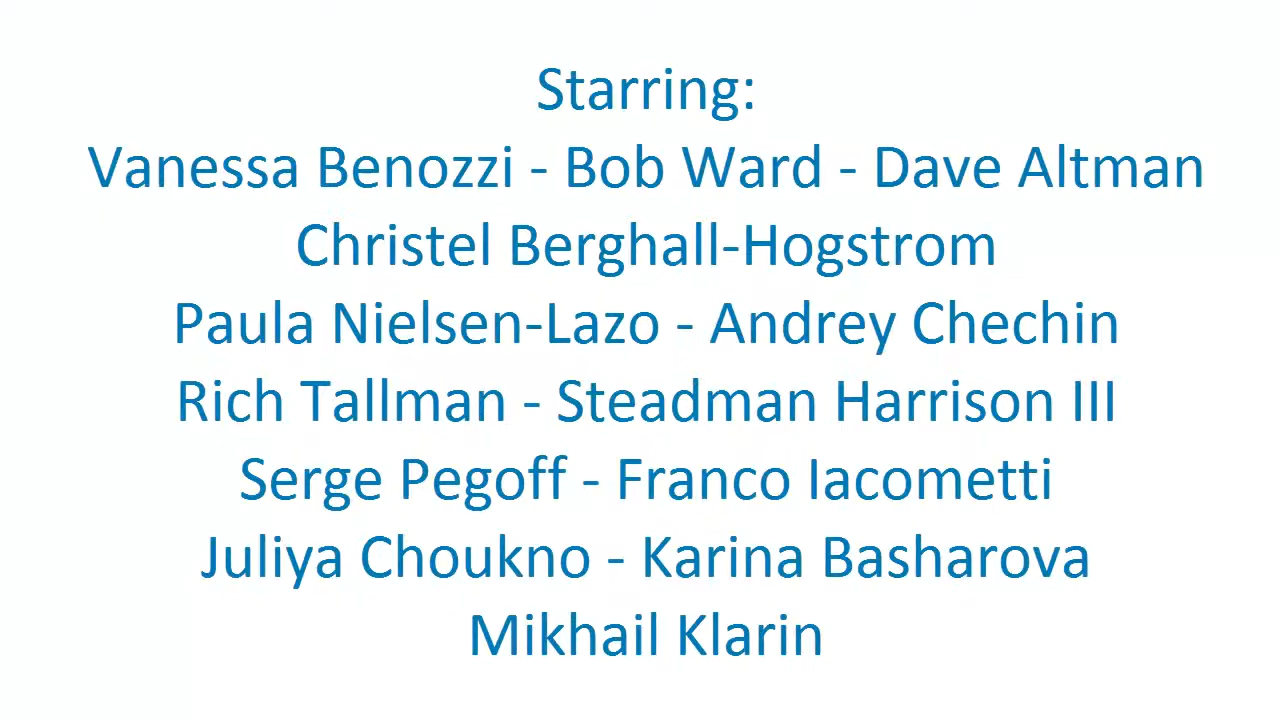 Starring:
Vanessa Benozzi - Bob Ward - Dave Altman
Christel Berghall-Hogstrom
Paula Nielsen-Lazo - Andrey Chechin
Rich Tallman - Steadman Harrison III
Serge Pegoff - Franco Iacometti
Juliya Choukno - Karina Basharova
Mikhail Klarin